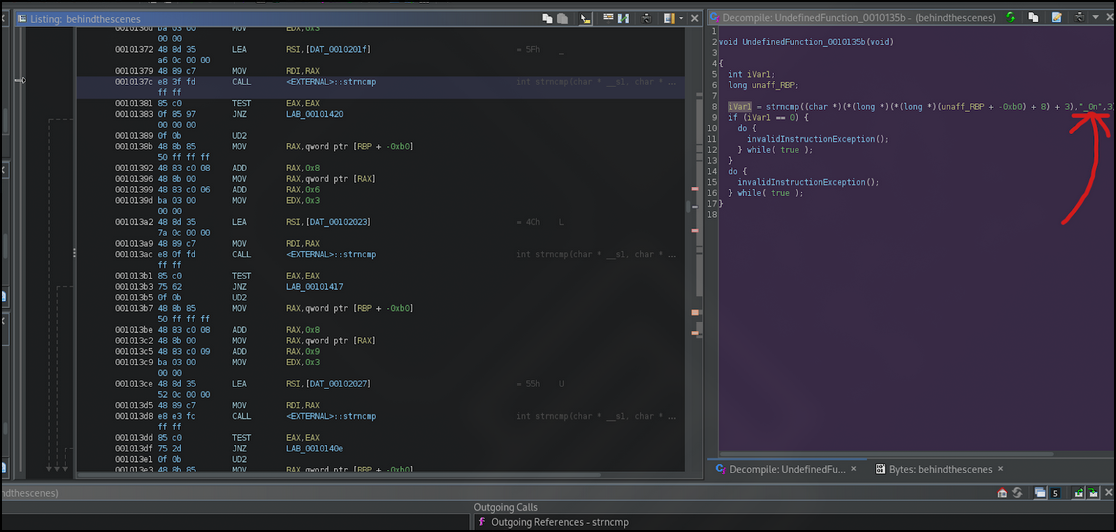 Listing: behindthescenes
00 00
00101372 48 8d 35 LEA RSI,[DAT_0010201f] = 5Fh _
a6 0c 00 00
00101379 48 89 c7 MOV RDI,RAX
0010137c e8 3f fd CALL <EXTERNAL>::strncmp int strncmp(char * __s1, char * ...
ff ff
00101381 85 c0 TEST EAX,EAX
00101383 0f 85 97 JNZ LAB_00101420
00 00 00
00101389 0f 0b UD2
0010138b 48 8b 85 MOV RAX,qword ptr [RBP + -0xb0]
50 ff ff ff
00101392 48 83 c0 08 ADD RAX,0x8
00101396 48 8b 00 MOV RAX,qword ptr [RAX]
00101399 48 83 c0 06 ADD RAX,0x6
0010139d ba 03 00 MOV EDX,0x3
00 00
001013a2 48 8d 35 LEA RSI,[DAT_00102023] = 4Ch L
7a 0c 00 00
001013a9 48 89 c7 MOV RDI,RAX
001013ac e8 0f fd CALL <EXTERNAL>::strncmp int strncmp(char * __s1, char * ...
ff ff
001013b1 85 c0 TEST EAX,EAX
001013b3 75 62 JNZ LAB_00101417
001013b5 0f 0b UD2
001013b7 48 8b 85 MOV RAX,qword ptr [RBP + -0xb0]
50 ff ff ff
001013be 48 83 c0 08 ADD RAX,0x8
001013c2 48 8b 00 MOV RAX,qword ptr [RAX]
001013c5 48 83 c0 09 ADD RAX,0x9
001013c9 ba 03 00 MOV EDX,0x3
00 00
001013ce 48 8d 35 LEA RSI,[DAT_00102027] = 55h U
52 0c 00 00
001013d5 48 89 c7 MOV RDI,RAX
001013d8 e8 e3 fc CALL <EXTERNAL>::strncmp int strncmp(char * __s1, char * ...
ff ff
001013dd 85 c0 TEST EAX,EAX
001013df 75 2d JNZ LAB_0010140e
001013e1 0f 0b UD2
001013e3 48 8b 85 MOV RAX,qword ptr [RBP + -0xb0]
Decompile: UndefinedFunction_0010135b - (behindthescenes)
1
2 void UndefinedFunction_0010135b(void)
3
4 {
5 int iVar1;
6 long unaff_RBP;
7
8 iVar1 = strncmp((char *)(*(long *)(*(long *)(unaff_RBP + -0xb0) + 8) + 3),"_0n",3
9 if (iVar1 == 0) {
10 do {
11 invalidInstructionException();
12 } while( true );
13 }
14 do {
15 invalidInstructionException();
16 } while( true );
17 }
18
Decompile: UndefinedFu... × Bytes: behindthescenes ×
ndthescenes)
5
Outgoing Calls
f Outgoing References - strncmp